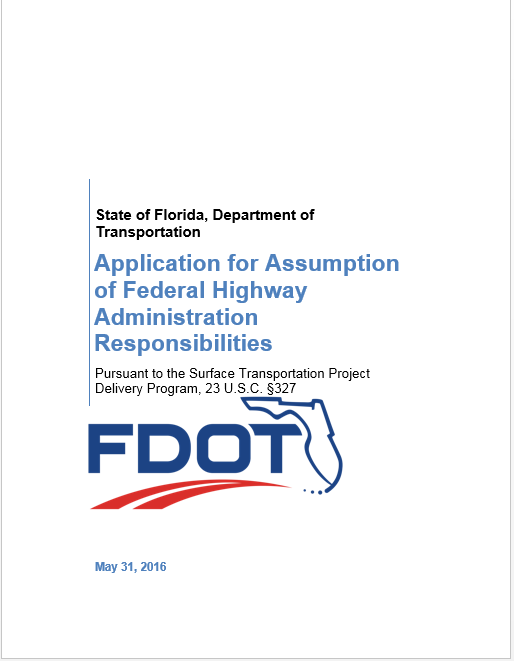 State of Florida, Department of
Transportation
Application for Assumption
of Federal Highway
Administration
Responsibilities
Pursuant to the Surface Transportation Project
Delivery Program, 23 U.S.C. §327
FDOT
May 31, 2016